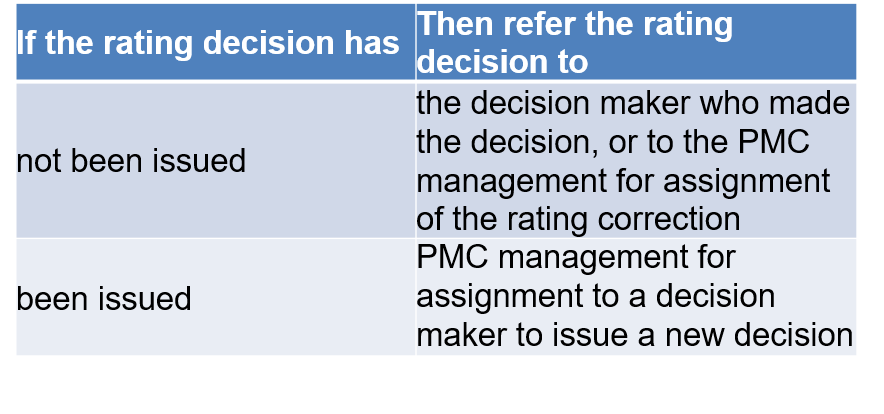 If the rating decision has
Then refer the rating
decision to
not been issued
the decision maker who made
the decision, or to the PMC
management for assignment
of the rating correction
been issued
PMC management for
assignment to a decision
maker to issue a new decision